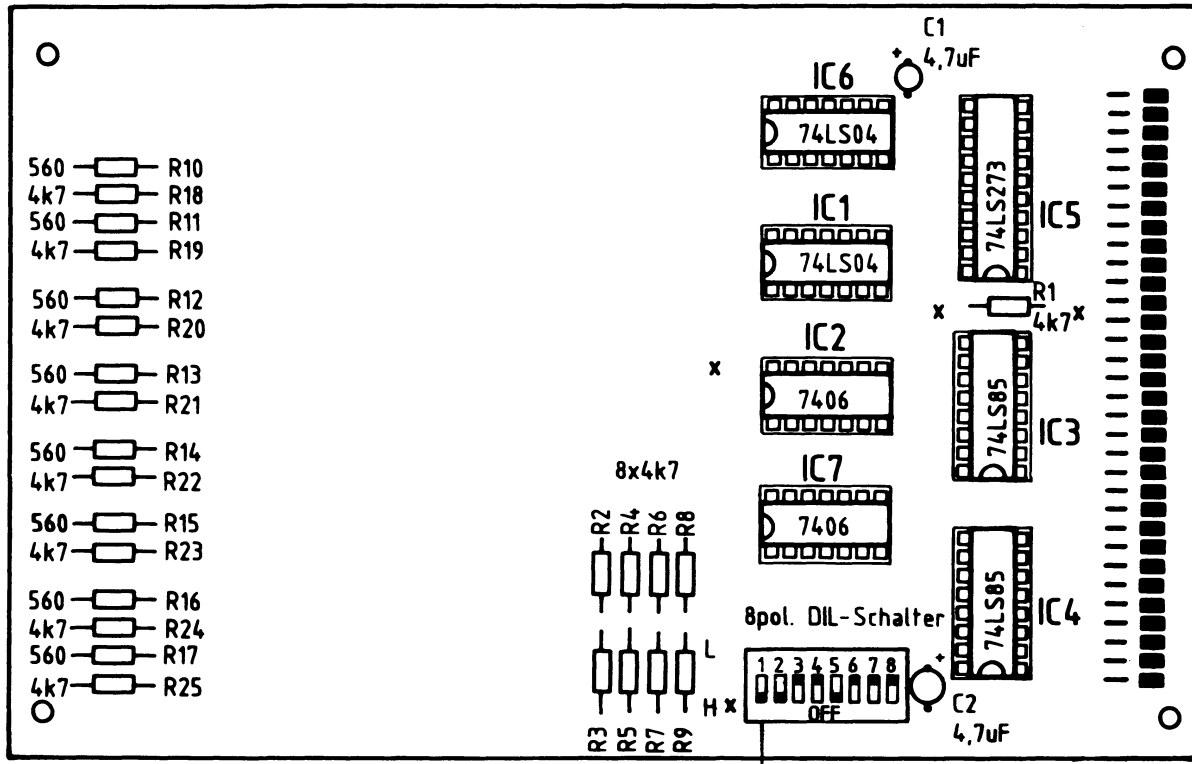 C1
+ 4,7uF
IC6
74LS04
560 R10
4k7 R18
560 R11
4k7 R19
560 R12
4k7 R20
560 R13
4k7 R21
560 R14
4k7 R22
560 R15
4k7 R23
560 R16
4k7 R24
560 R17
4k7 R25
IC1
74LS04
74LS273
IC5
R1
x 4k7 x
IC2
x
7406
74LS85
IC3
8x4k7
IC7
7406
R2 R4 R6 R8
8pol. DIL-Schalter
74LS85
IC4
L
1 2 3 4 5 6 7 8
OFF
H x
R3 R5 R7 R9
+
C2
4,7uF